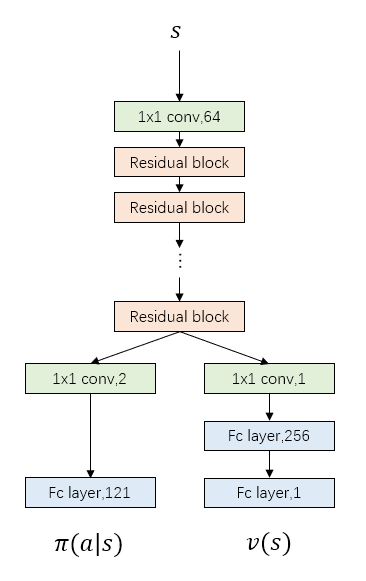 s
1x1 conv,64
Residual block
Residual block
⋮
Residual block
1x1 conv,2
1x1 conv,1
Fc layer,256
Fc layer,121
Fc layer,1
π(a|s)
v(s)